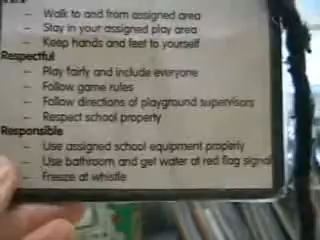 - Walk to and from assigned area
- Stay in your assigned play area
- Keep hands and feet to yourself
Respectful
- Play fairly and include everyone
- Follow game rules
- Follow directions of playground supervisors
- Respect school property
Responsible
- Use assigned school equipment properly
- Use bathroom and get water at red flag signal
- Freeze at whistle